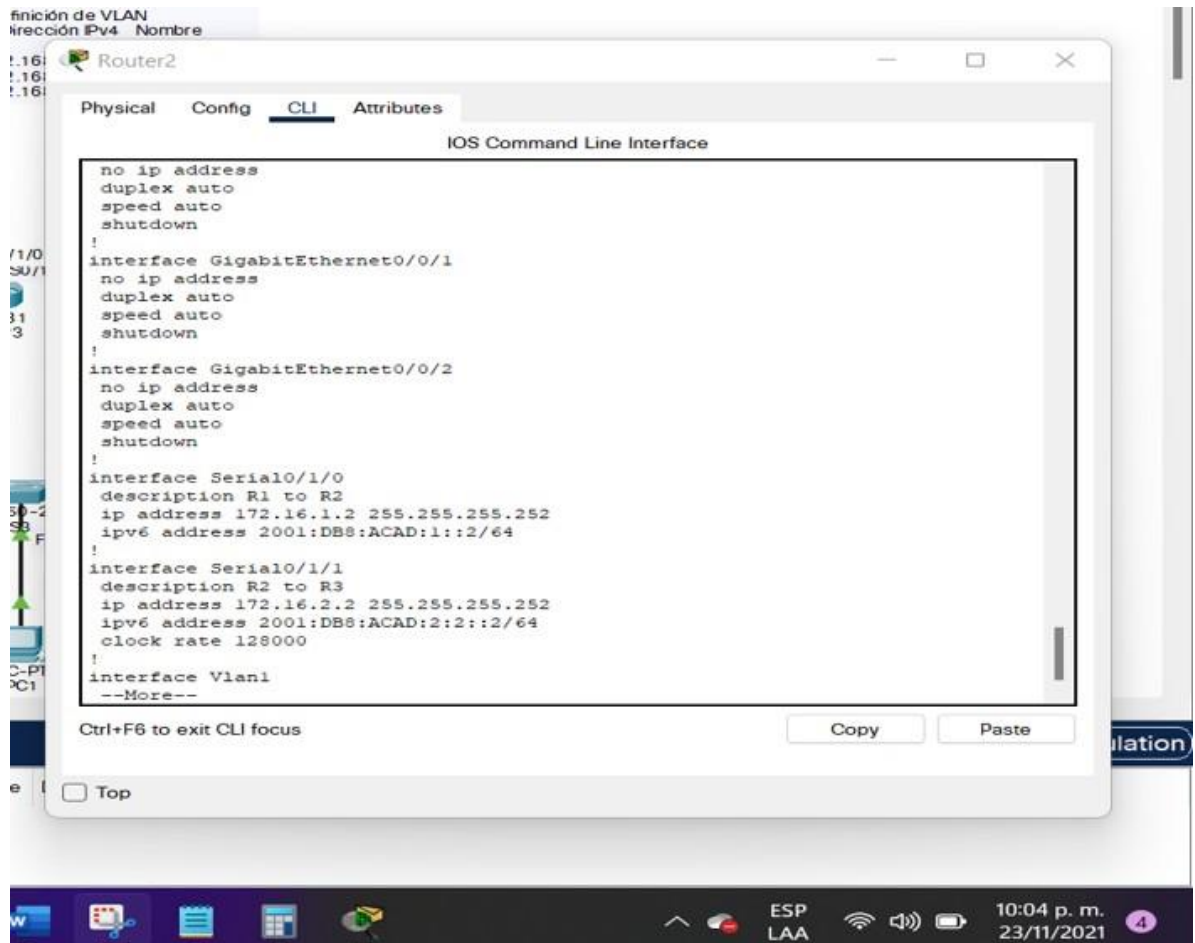 finición de VLAN
irección IPv4 Nombre
Router2
Physical Config CLI Attributes
IOS Command Line Interface
no ip address
duplex auto
speed auto
shutdown
!
interface GigabitEthernet0/0/1
no ip address
duplex auto
speed auto
shutdown
!
interface GigabitEthernet0/0/2
no ip address
duplex auto
speed auto
shutdown
!
interface Serial0/1/0
description R1 to R2
ip address 172.16.1.2 255.255.255.252
ipv6 address 2001:DB8:ACAD:1::2/64
!
interface Serial0/1/1
description R2 to R3
ip address 172.16.2.2 255.255.255.252
ipv6 address 2001:DB8:ACAD:2:2::2/64
clock rate 128000
!
interface Vlan1
--More--
Ctrl+F6 to exit CLI focus
Copy Paste
lation
Top
ESP
LAA
10:04 p. m.
23/11/2021
4